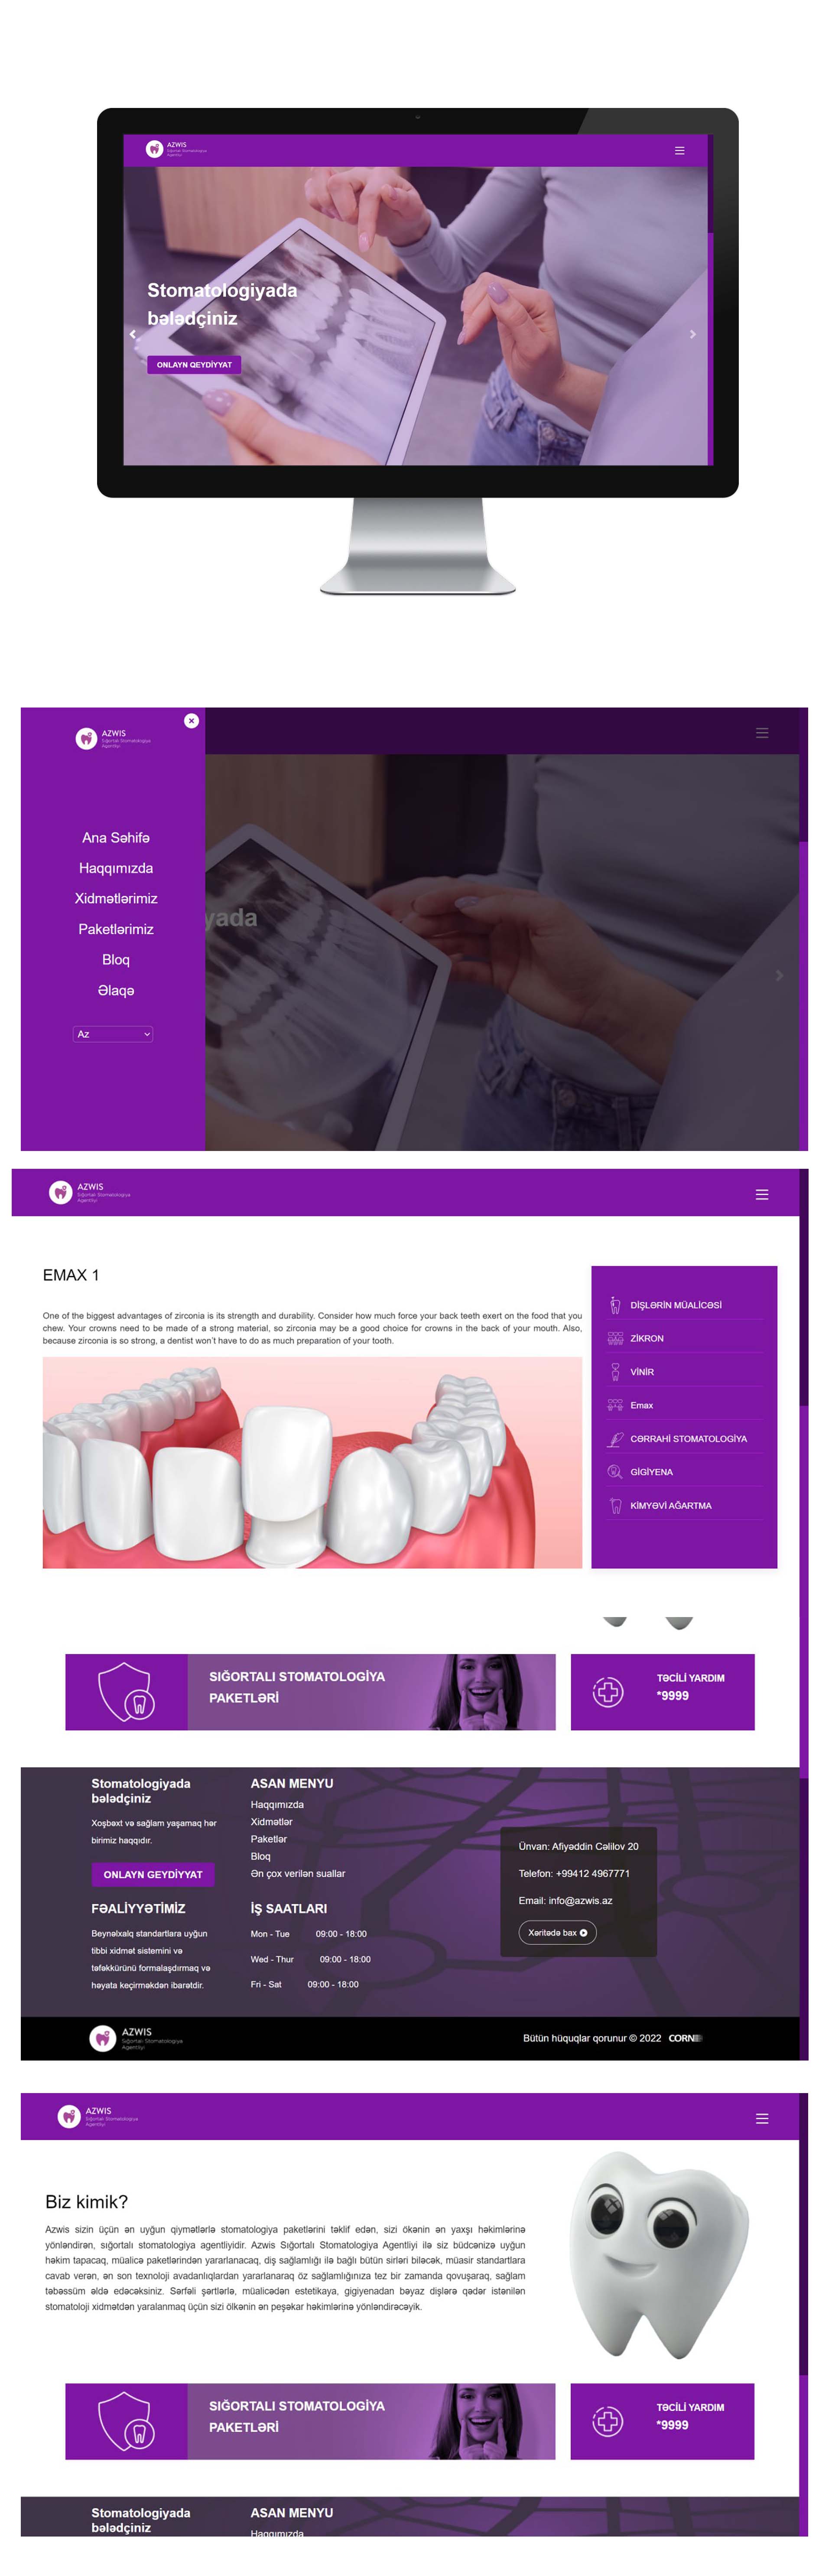 AZWIS
Sığortalı Stomatologiya
Agentliyi
Stomatologiyada
bələdçiniz
ONLAYN QEYDİYYAT
AZWIS
Sığortalı Stomatologiya
Agentliyi
Ana Səhifə
Haqqımızda
Xidmətlərimiz
Paketlərimiz
Bloq
Əlaqə
Az
yada
AZWIS
Sığortalı Stomatologiya
Agentliyi
EMAX 1
One of the biggest advantages of zirconia is its strength and durability. Consider how much force your back teeth exert on the food that you
chew. Your crowns need to be made of a strong material, so zirconia may be a good choice for crowns in the back of your mouth. Also,
because zirconia is so strong, a dentist won't have to do as much preparation of your tooth.
DİŞLƏRİN MÜALİCƏSİ
ZİKRON
VİNİR
Emax
CƏRRAHİ STOMATOLOGİYA
GİGİYENA
KİMYƏVİ AĞARTMA
SIĞORTALI STOMATOLOGİYA
PAKETLƏRİ
TƏCİLİ YARDIM
*9999
Stomatologiyada
bələdçiniz
Xoşbəxt və sağlam yaşamaq hər
birimiz haqqıdır.
ONLAYN GEYDİYYAT
FƏALİYYƏTİMİZ
Beynəlxalq standartlara uyğun
tibbi xidmət sistemini və
təfəkkürünü formalaşdırmaq və
həyata keçirməkdən ibarətdir.
ASAN MENYU
Haqqımızda
Xidmətlər
Paketlər
Bloq
Ən çox verilən suallar
İŞ SAATLARI
Mon - Tue 09:00 - 18:00
Wed - Thur 09:00 - 18:00
Fri - Sat 09:00 - 18:00
Ünvan: Afiyəddin Cəlilov 20
Telefon: +99412 4967771
Email: info@azwis.az
Xəritədə bax
AZWIS
Sığortalı Stomatologiya
Agentliyi
Bütün hüquqlar qorunur © 2022 CORN
AZWIS
Sığortalı Stomatologiya
Agentliyi
Biz kimik?
Azwis sizin üçün ən uyğun qiymətlərlə stomatologiya paketlərini təklif edən, sizi ökənin ən yaxşı həkimlərinə
yönləndirən, sığortalı stomatologiya agentliyidir. Azwis Sığortalı Stomatologiya Agentliyi ilə siz büdcənizə uyğun
həkim tapacaq, müalicə paketlərindən yararlanacaq, diş sağlamlığı ilə bağlı bütün sirləri biləcək, müasir standartlara
cavab verən, ən son texnoloji avadanlıqlardan yararlanaraq öz sağlamlığınıza tez bir zamanda qovuşaraq, sağlam
təbəssüm əldə edəcəksiniz. Sərfəli şərtlərlə, müalicədən estetikaya, gigiyenadan bəyaz dişlərə qədər istənilən
stomatoloji xidmətdən yaralanmaq üçün sizi ölkənin ən peşəkar həkimlərinə yönləndirəcəyik.
SIĞORTALI STOMATOLOGİYA
PAKETLƏRİ
TƏCİLİ YARDIM
*9999
Stomatologiyada
bələdçiniz
ASAN MENYU
Haqqımızda